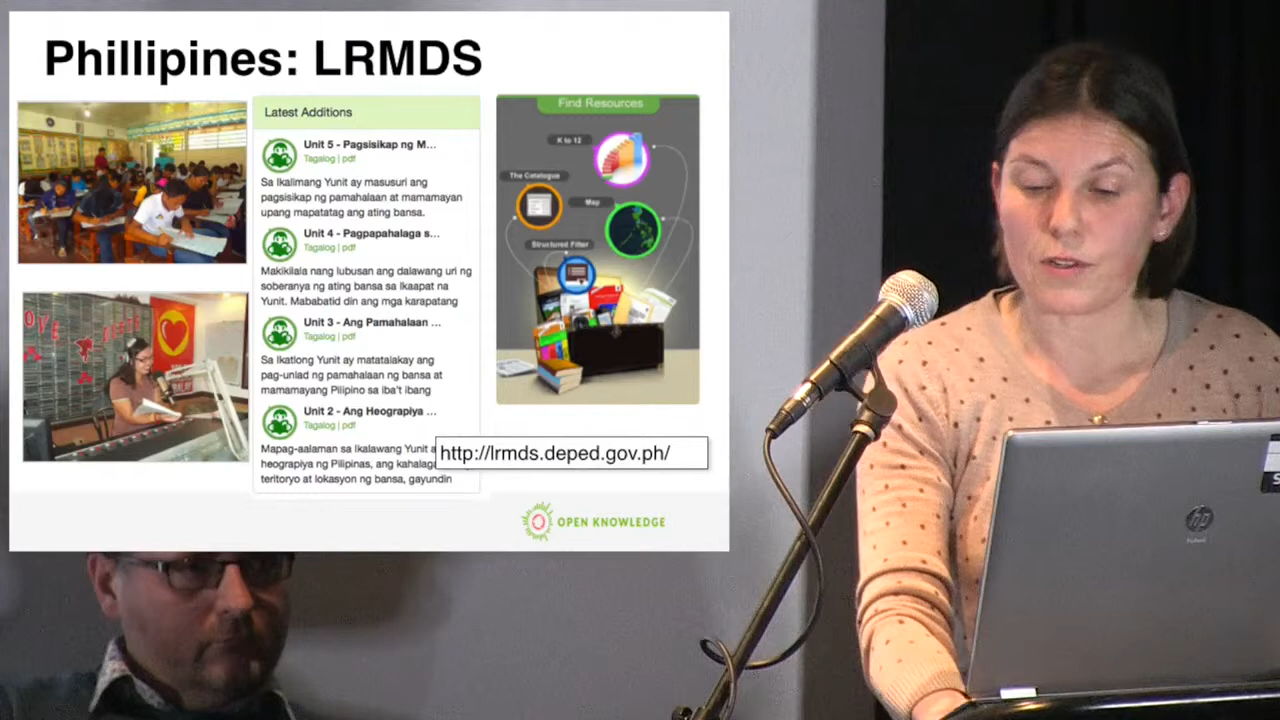 Phillipines: LRMDS
Latest Additions
Unit 5 - Pagsisikap ng M...
Tagalog | pdf
Sa Ikalimang Yunit ay masusuri ang
pagsisikap ng pamahalaan at mamamayan
upang mapatatag ang ating bansa.
Unit 4 - Pagpapahalaga s...
Tagalog | pdf
Makikilala nang lubusan ang dalawang uri ng
soberanya ng ating bansa sa Ikaapat na
Yunit. Mababatid din ang mga karapatang
Unit 3 - Ang Pamahalaan ...
Tagalog | pdf
Sa Ikatlong Yunit ay matatalakay ang
pag-unlad ng pamahalaan ng bansa at
mamamayang Pilipino sa iba't ibang
Unit 2 - Ang Heograpiya ...
Tagalog | pdf
Mapag-aalaman sa Ikalawang Yunit
heograpiya ng Pilipinas, ang
teritoryo at lokasyon ng bansa, gayundin
Find Resources
K to 12
The Catalogue
Map
Structured Filter
http://lrmds.deped.gov.ph/
OPEN KNOWLEDGE
hp